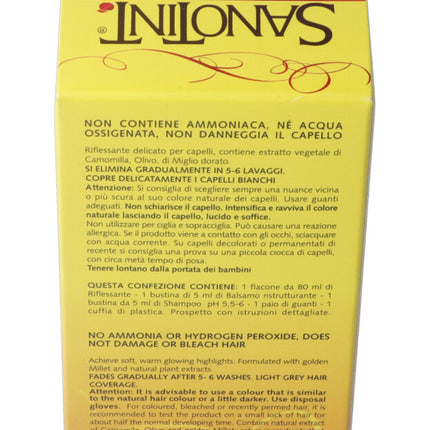 SANOTINT
®
NON CONTIENE AMMONIACA, NÉ ACQUA
OSSIGENATA, NON DANNEGGIA IL CAPELLO
Riflessante delicato per capelli, contiene estratto vegetale di
Camomilla, Olivo, di Miglio dorato.
SI ELIMINA GRADUALMENTE IN 5-6 LAVAGGI.
COPRE DELICATAMENTE I CAPELLI BIANCHI
Attenzione: Si consiglia di scegliere sempre una nuance vicina
o più scura al suo colore naturale dei capelli. Usare guanti
adeguati. Non schiarisce il capello. Intensifica e ravviva il colore
naturale lasciando il capello, lucido e soffice.
Non utilizzare per ciglia e sopracciglia. Può causare una reazione
allergica. Se il prodotto viene a contatto con gli occhi, sciacquare
con acqua corrente. Su capelli decolorati o permanentati di
recente si consiglia una prova su una piccola ciocca di capelli,
con circa metà tempo di posa.
Tenere lontano dalla portata dei bambini
QUESTA CONFEZIONE CONTIENE: 1 flacone da 80 ml di
Riflessante - 1 bustina di 5 ml di Balsamo ristrutturante - 1
bustina da 5 ml di Shampoo pH 5,5-6 - 1 paio di guanti - 1
cuffia di plastica. Prospetto con istruzioni dettagliate.
NO AMMONIA OR HYDROGEN PEROXIDE, DOES
NOT DAMAGE OR BLEACH HAIR
Achieve soft, warm glowing highlights. Formulated with golden
Millet and natural plant extracts.
FADES GRADUALLY AFTER 5- 6 WASHES. LIGHT GREY HAIR
COVERAGE.
Attention: It is advisable to use a colour that is similar
to the natural hair colour or a little darker. Use disposal
gloves. For coloured, bleached or recently permed hair, it is
recommended to test the product on a small lock of hair for
about half the normal developing time. Contains natural extract